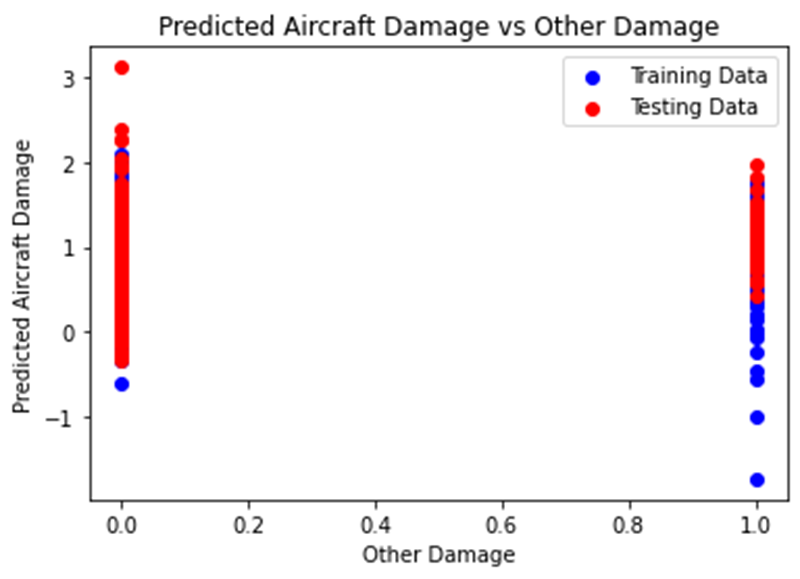 Predicted Aircraft Damage vs Other Damage
Training Data
Testing Data
Predicted Aircraft Damage
3
2
1
0
−1
0.0 0.2 0.4 0.6 0.8 1.0
Other Damage